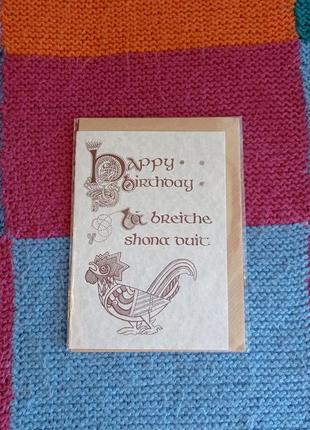 happy
birthday
Lá breithe
shona duit